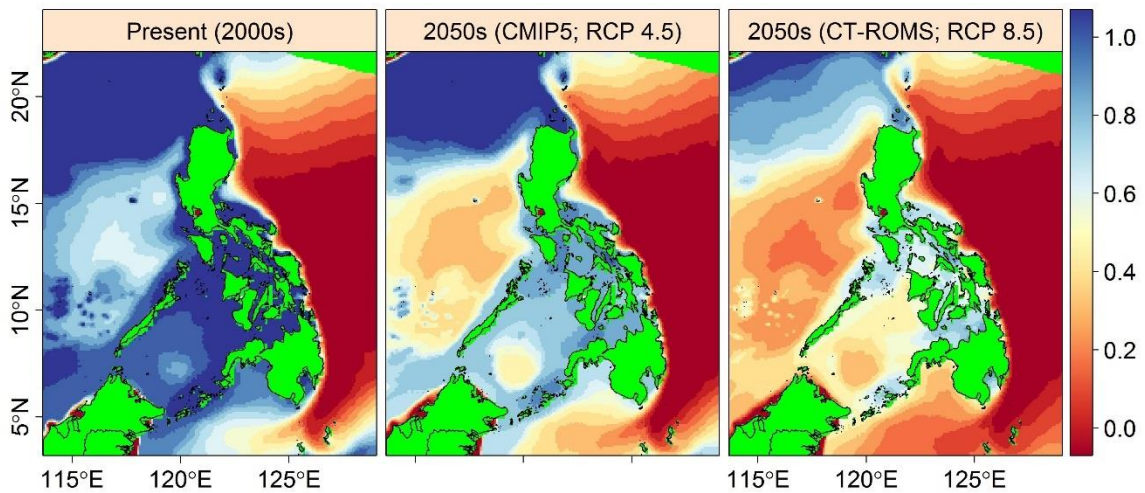 Present (2000s)
2050s (CMIP5; RCP 4.5)
2050s (CT-ROMS; RCP 8.5)
20°N
15°N
10°N
5°N
115°E
120°E
125°E
115°E
120°E
125°E
1.0
0.8
0.6
0.4
0.2
0.0